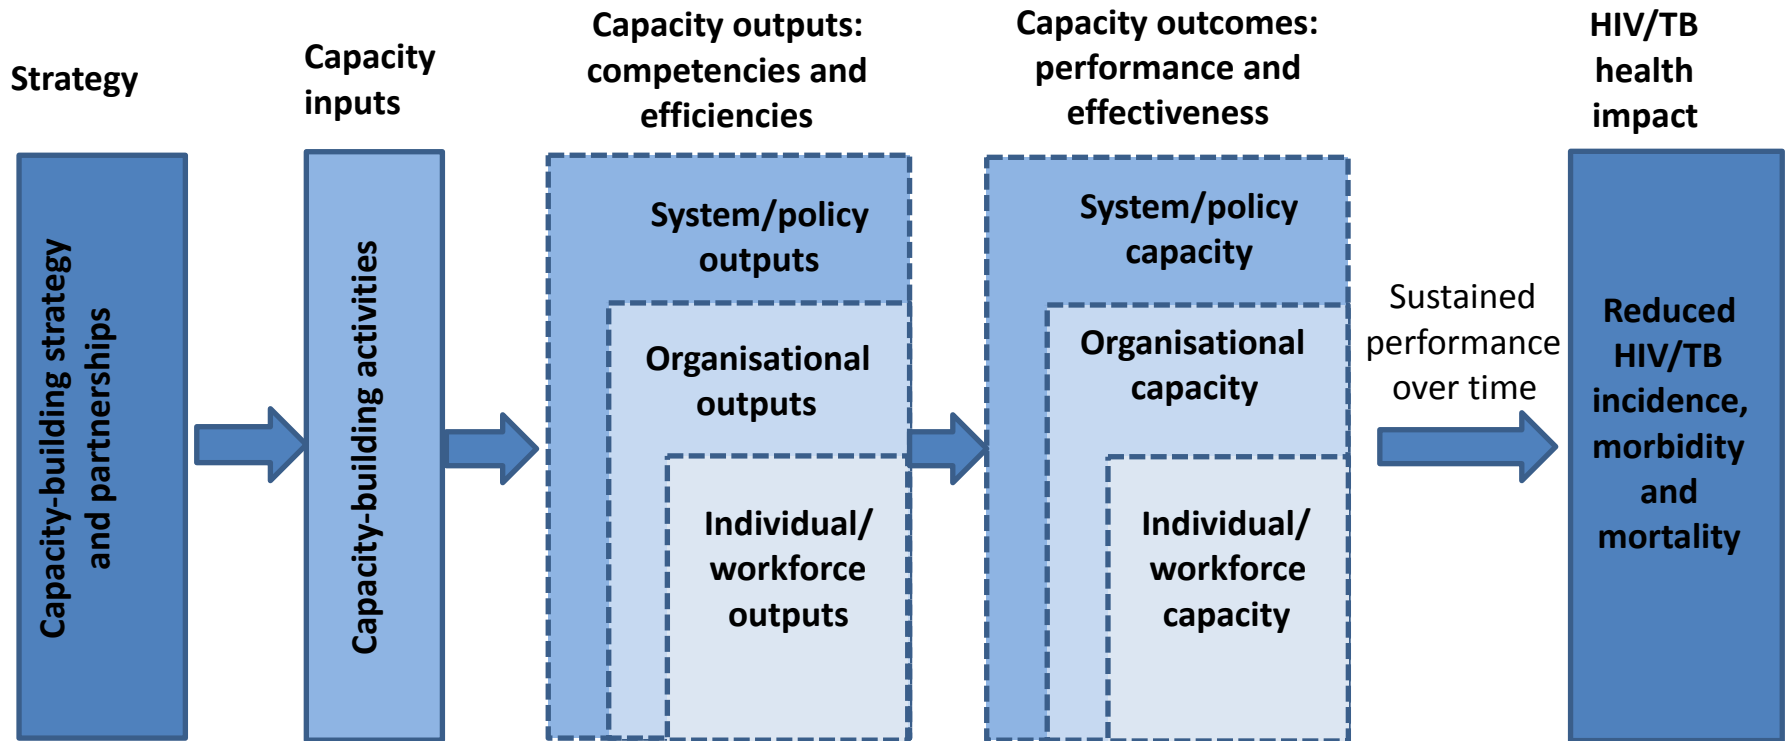 Strategy
Capacity
inputs
Capacity outputs:
competencies and
efficiencies
Capacity outcomes:
performance and
effectiveness
HIV/TB
health
impact
Capacity-building strategy
and partnerships
Capacity-building activities
System/policy
outputs
Organisational
outputs
Individual/
workforce
outputs
System/policy
capacity
Organisational
capacity
Individual/
workforce
capacity
Sustained
performance
over time
Reduced
HIV/TB
incidence,
morbidity
and
mortality